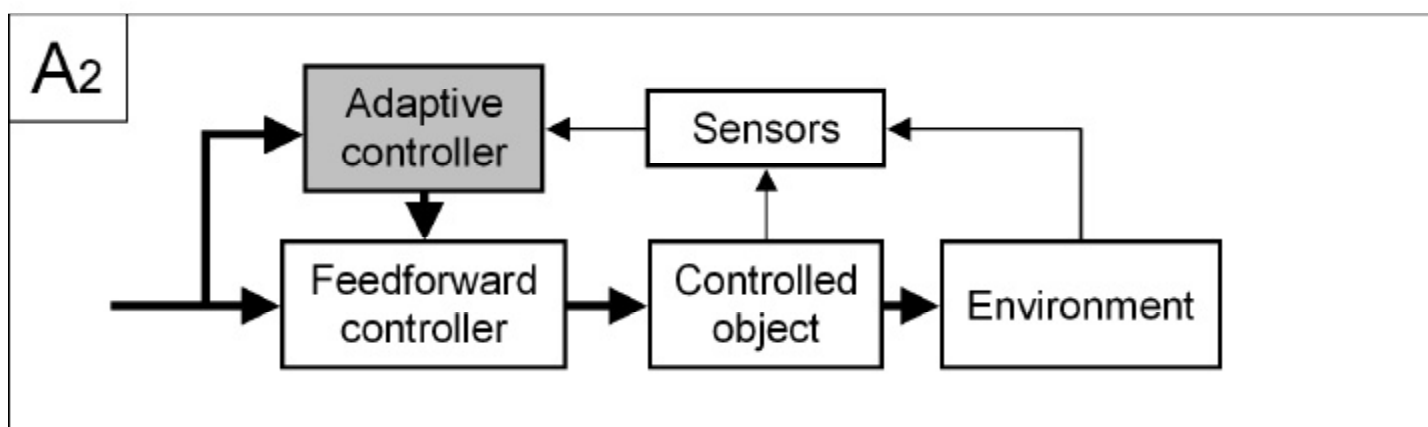 A2
Adaptive
controller
Sensors
Feedforward
controller
Controlled
object
Environment